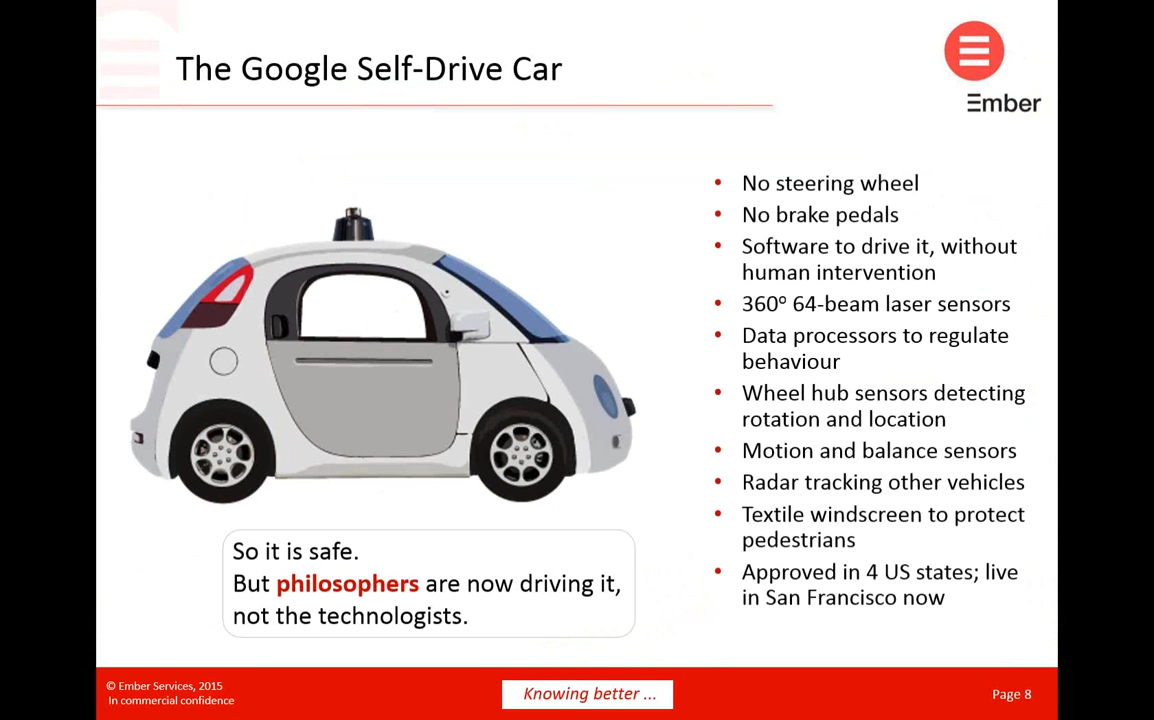 The Google Self-Drive Car
Ember
• No steering wheel
• No brake pedals
• Software to drive it, without
human intervention
• 360° 64-beam laser sensors
• Data processors to regulate
behaviour
• Wheel hub sensors detecting
rotation and location
• Motion and balance sensors
• Radar tracking other vehicles
• Textile windscreen to protect
pedestrians
• Approved in 4 US states; live
in San Francisco now
So it is safe.
But philosophers are now driving it,
not the technologists.
© Ember Services, 2015
In commercial confidence
Knowing better ...
Page 8